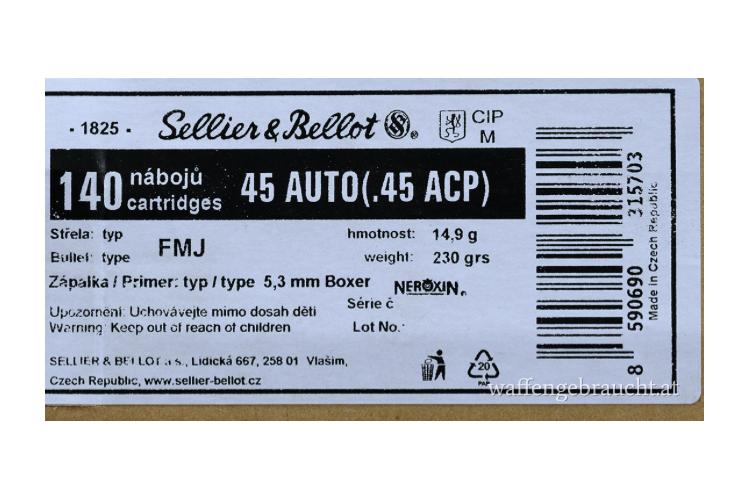 - 1825 - Sellier & Bellot S&B ® CIP
M
140 nábojů
cartridges
45 AUTO(.45 ACP)
Střela: typ FMJ hmotnost: 14,9 g
Bullet: type weight: 230 grs
Zápalka / Primer: typ / type 5,3 mm Boxer NEROXIN®
Upozornění: Uchovávejte mimo dosah dětí Série č
Warning: Keep out of reach of children Lot No.:
SELLIER & BELLOT a.s., Lidická 667, 258 01 Vlašim,
Czech Republic, www.sellier-bellot.cz
20
PAP
8 590690 315703
Made in Czech Republic
waffengebraucht.at